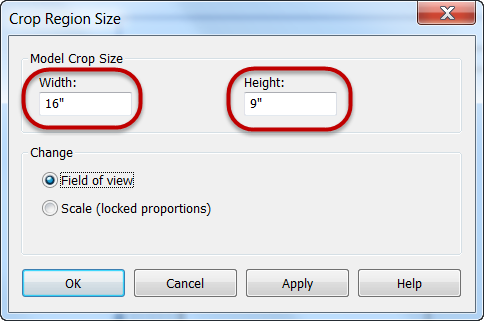 Crop Region Size
Model Crop Size
Width: Height:
16" 9"
Change
Field of view
Scale (locked proportions)
OK Cancel Apply Help